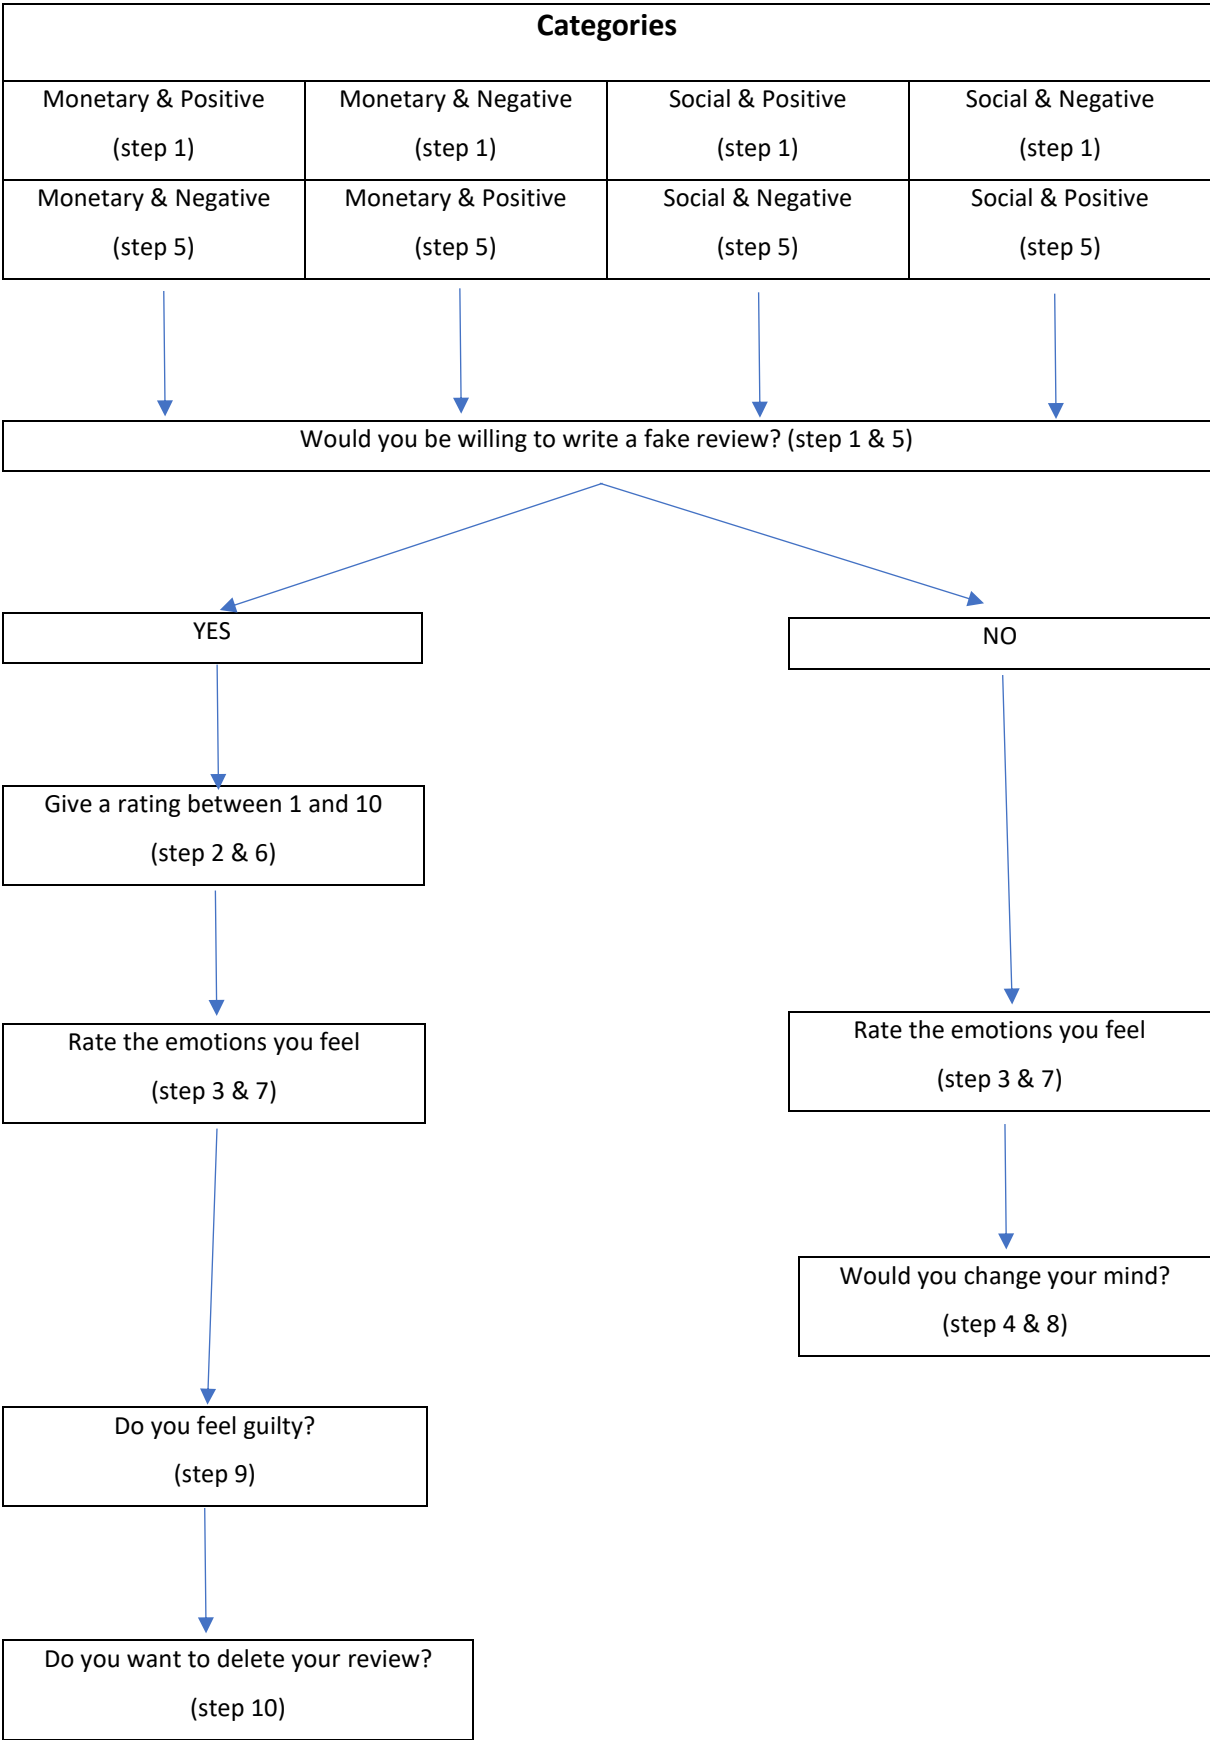 Categories
Monetary & Positive
(step 1)
Monetary & Negative
(step 1)
Social & Positive
(step 1)
Social & Negative
(step 1)
Monetary & Negative
(step 5)
Monetary & Positive
(step 5)
Social & Negative
(step 5)
Social & Positive
(step 5)
Would you be willing to write a fake review? (step 1 & 5)
YES
NO
Give a rating between 1 and 10
(step 2 & 6)
Rate the emotions you feel
(step 3 & 7)
Rate the emotions you feel
(step 3 & 7)
Would you change your mind?
(step 4 & 8)
Do you feel guilty?
(step 9)
Do you want to delete your review?
(step 10)